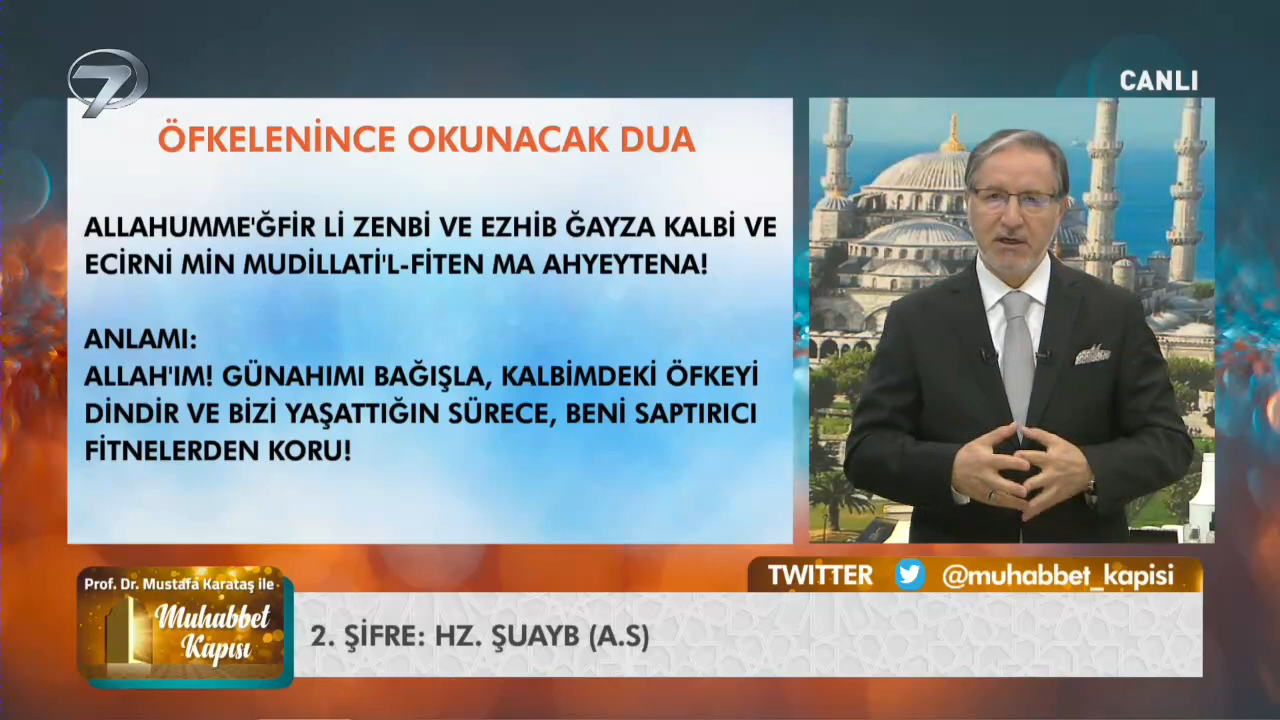 7
CANLI
ÖFKELENİNCE OKUNACAK DUA
ALLAHUMME'ĞFİR Lİ ZENBİ VE EZHİB ĞAYZA KALBİ VE
ECİRNİ MİN MUDİLLATİ'L-FİTEN MA AHYEYTENA!
ANLAMI:
ALLAH'IM! GÜNAHIMI BAĞIŞLA, KALBİMDEKİ ÖFKEYİ
DİNDİR VE BİZİ YAŞATTIĞIN SÜRECE, BENİ SAPTIRICI
FİTNELERDEN KORU!
TWITTER @muhabbet_kapisi
Prof. Dr. Mustafa Karataş ile
Muhabbet
Kapısı
2. ŞİFRE: HZ. ŞUAYB (A.S)